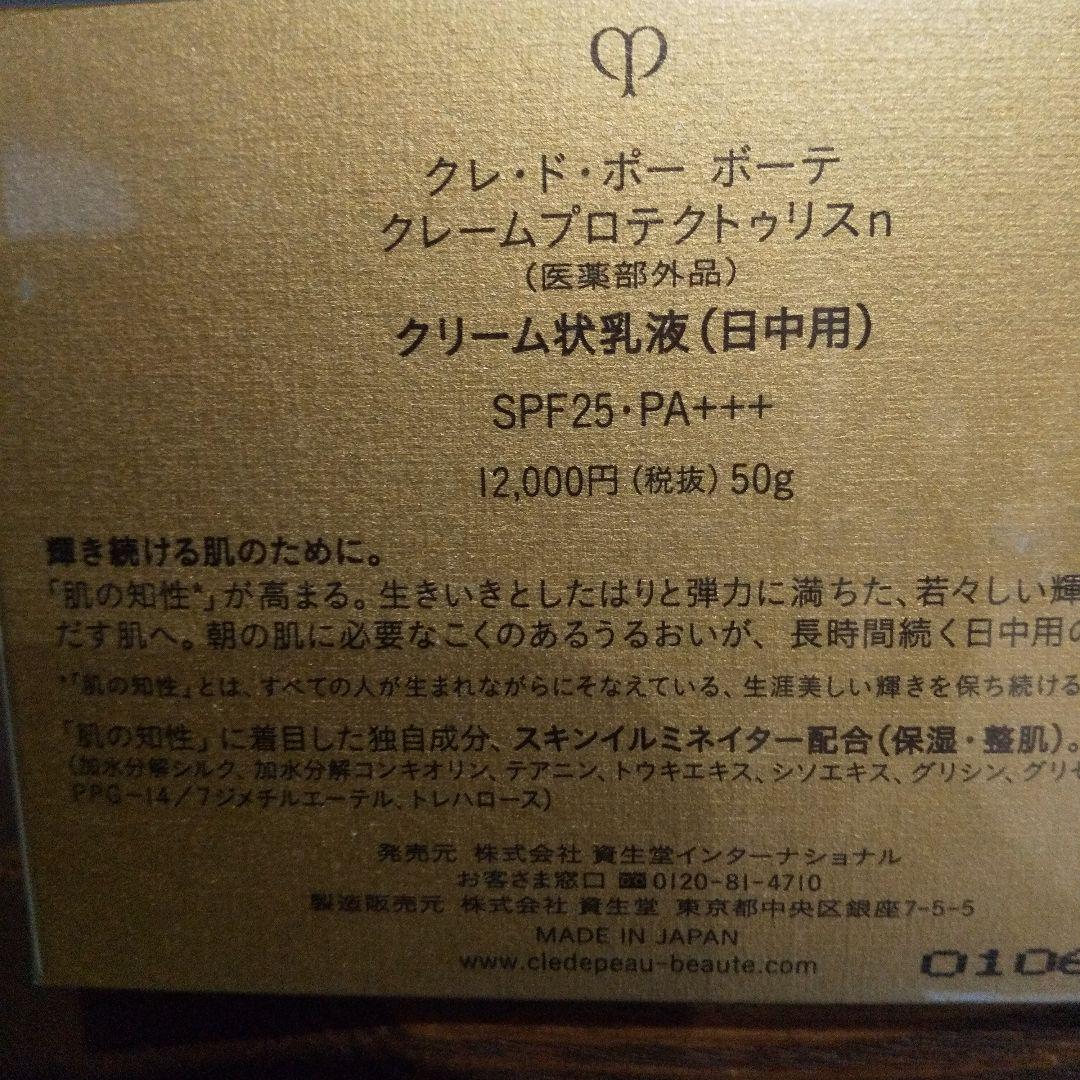 クレ・ド・ポー ボーテ
クレームプロテクトゥリスn
(医薬部外品)
クリーム状乳液(日中用)
SPF25・PA+++
12,000円(税抜)50g
輝き続ける肌のために。
「肌の知性*」が高まる。生きいきとしたはりと弾力に満ちた、若々しい輝
だす肌へ。朝の肌に必要なこくのあるうるおいが、長時間続く日中用の
*「肌の知性」とは、すべての人が生まれながらにそなえている、生涯美しい輝きを保ち続ける
「肌の知性」に着目した独自成分、スキンイルミネイター配合(保湿・整肌)。
(加水分解シルク、加水分解コンキオリン、テアニン、トウキエキス、シソエキス、グリシン、グリセ
PPG-14/7ジメチルエーテル、トレハロース)
発売元 株式会社 資生堂インターナショナル
お客さま窓口 0120-81-4710
製造販売元 株式会社 資生堂 東京都中央区銀座7-5-5
MADE IN JAPAN
www.cledepeau-beaute.com
0106